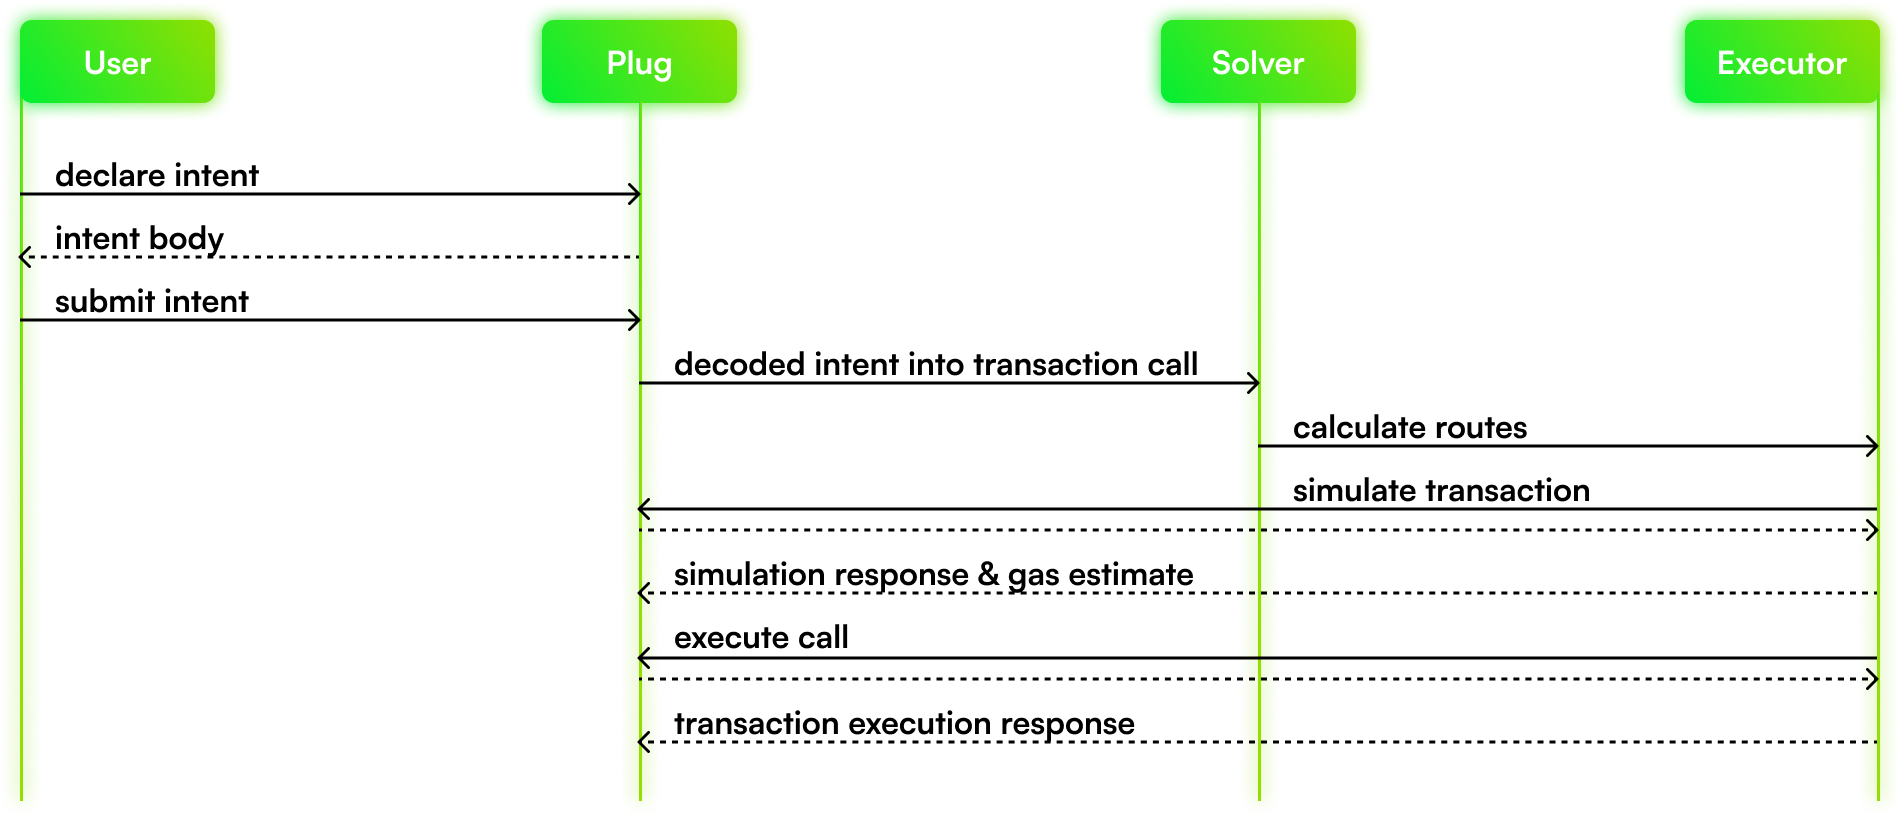 User
Plug
Solver
Executor
declare intent
intent body
submit intent
decoded intent into transaction call
calculate routes
simulate transaction
simulation response & gas estimate
execute call
transaction execution response